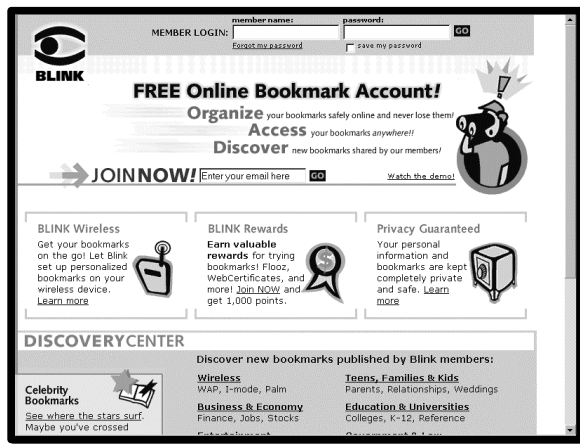 member name: password:
MEMBER LOGIN: GO
Forgot my password save my password
BLINK
FREE Online Bookmark Account!
Organize your bookmarks safely online and never lose them!
Access your bookmarks anywhere!!
Discover new bookmarks shared by our members!
JOIN NOW! Enter your email here GO Watch the demo!
BLINK Wireless
Get your bookmarks
on the go! Let Blink
set up personalized
bookmarks on your
wireless device.
Learn more
BLINK Rewards
Earn valuable
rewards for trying
bookmarks! Flooz,
WebCertificates, and
more! Join NOW and
get 1,000 points.
Privacy Guaranteed
Your personal
information and
bookmarks are kept
completely private
and safe. Learn
more
DISCOVERYCENTER
Celebrity
Bookmarks
See where the stars surf.
Maybe you've crossed
Discover new bookmarks published by Blink members:
Wireless
WAP, I-mode, Palm
Teens, Families & Kids
Parents, Relationships, Weddings
Business & Economy
Finance, Jobs, Stocks
Education & Universities
Colleges, K-12, Reference
Entertainment
Government & Law